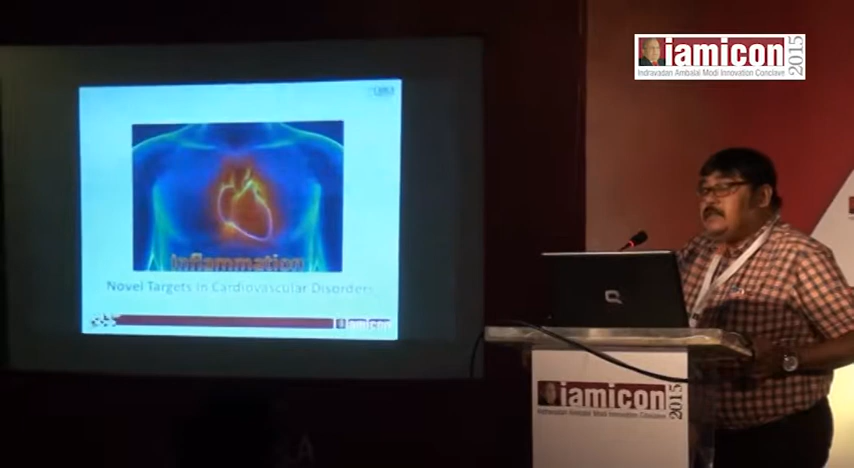 iamicon 2015
Indravadan Ambalal Modi Innovation Conclave
Inflammation
Novel Targets in Cardiovascular Disorders
iamicon
iamicon 2015
Indravadan Ambalal Modi Innovation Conclave